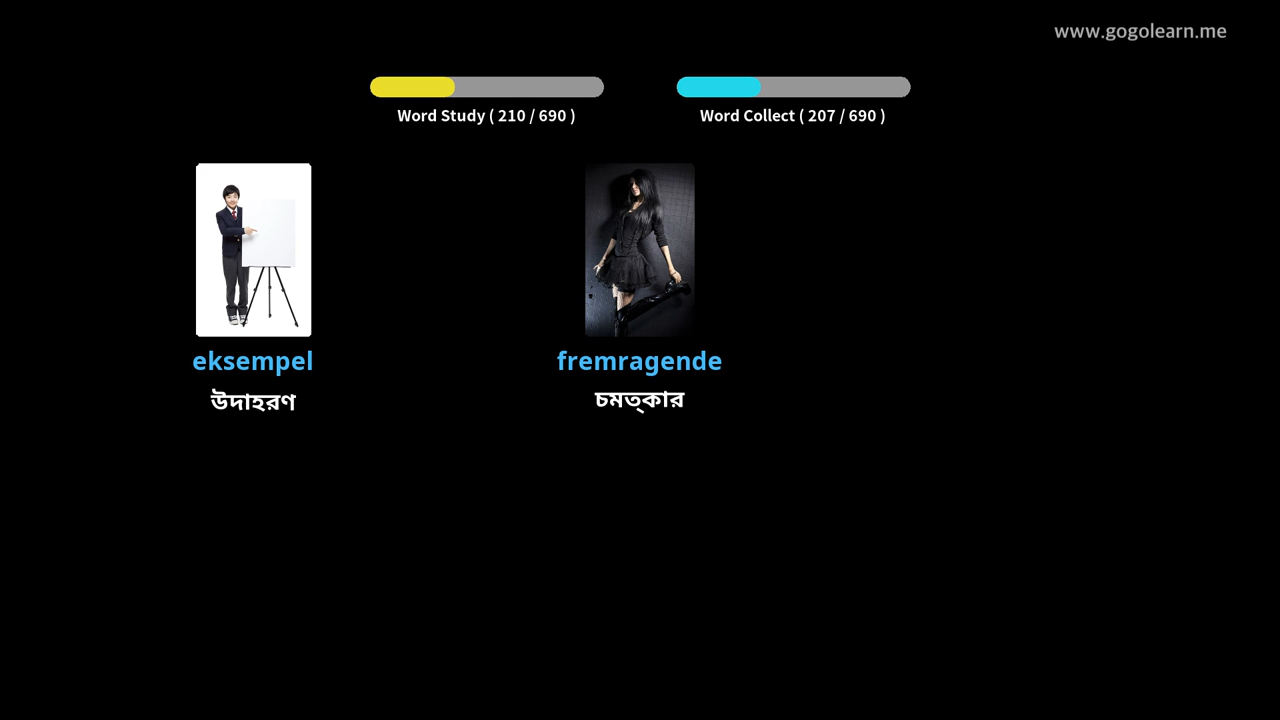 www.gogolearn.me
Word Study ( 210 / 690 )
Word Collect ( 207 / 690 )
eksempel
fremragende
উদাহরণ
চমত্কার